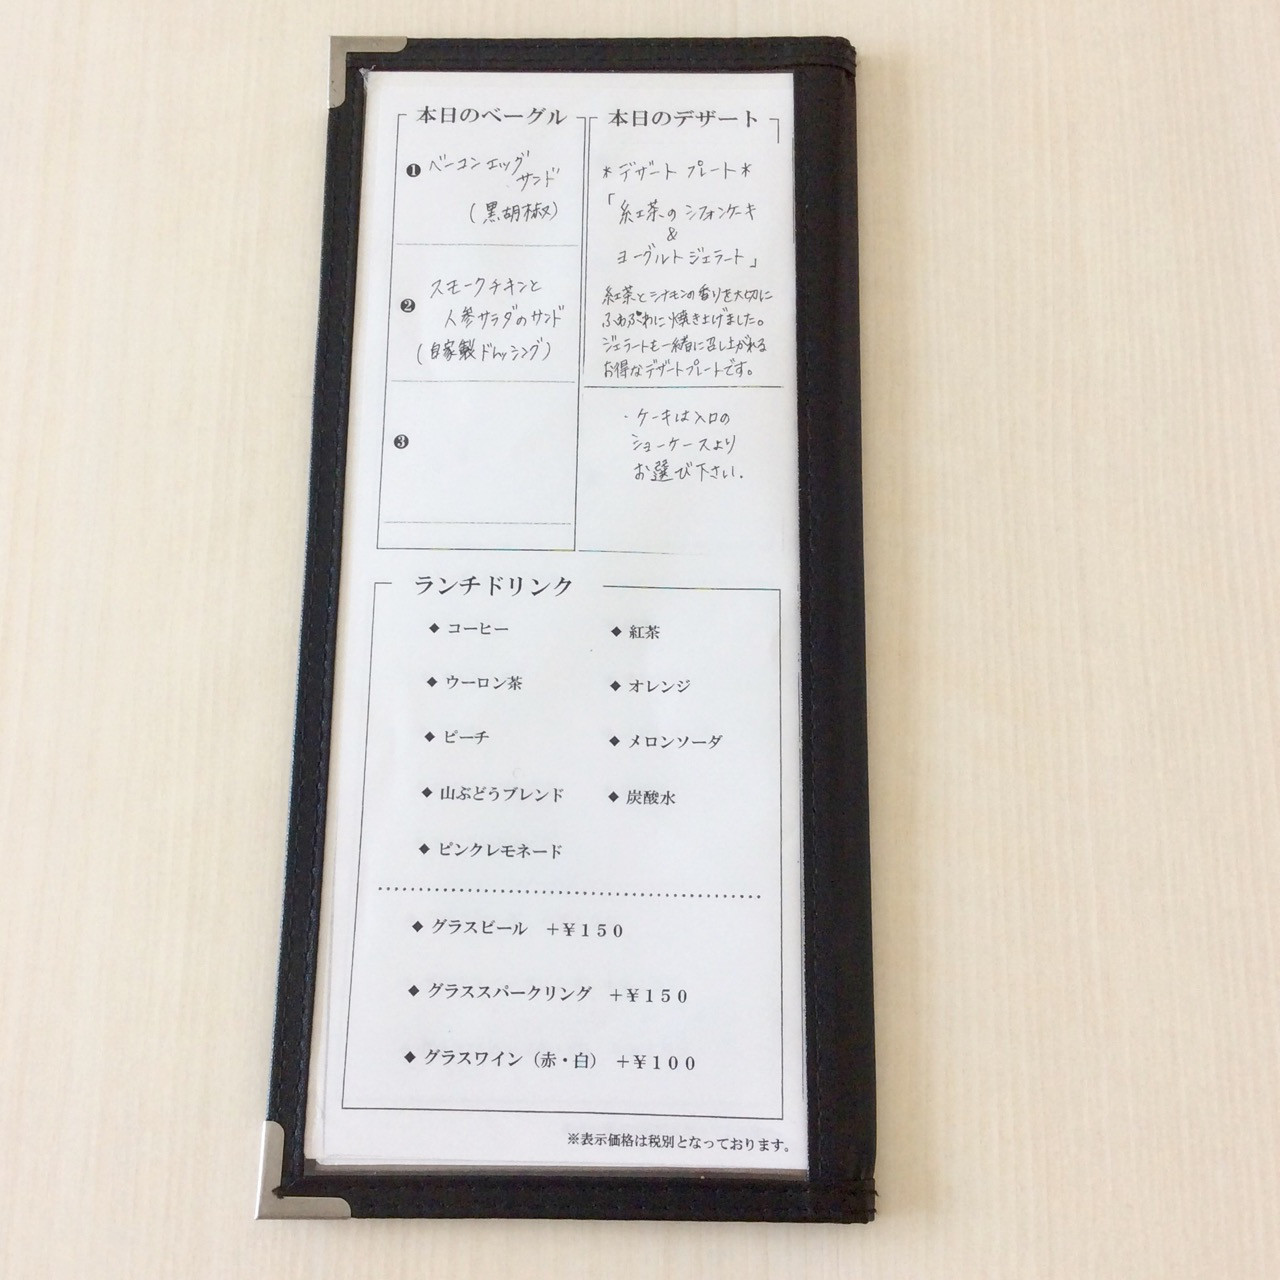 本日のベーグル
❶ ベーコンエッグ
サンド
(黒胡椒)
❷ スモークチキンと
人参サラダのサンド
(自家製ドレッシング)
❸
本日のデザート
＊デザートプレート＊
「紅茶のシフォンケーキ
&
ヨーグルトジェラート」
紅茶とシナモンの香りを大切に
ふわふわに焼き上げました。
ジェラートも一緒に召し上がれる
お得なデザートプレートです。
・ケーキは入口の
ショーケースより
お選び下さい.
ランチドリンク
◆ コーヒー ◆ 紅茶
◆ ウーロン茶 ◆ オレンジ
◆ ピーチ ◆ メロンソーダ
◆ 山ぶどうブレンド ◆ 炭酸水
◆ ピンクレモネード
◆ グラスビール ＋￥１５０
◆ グラススパークリング ＋￥１５０
◆ グラスワイン（赤・白） ＋￥１００
※表示価格は税別となっております。